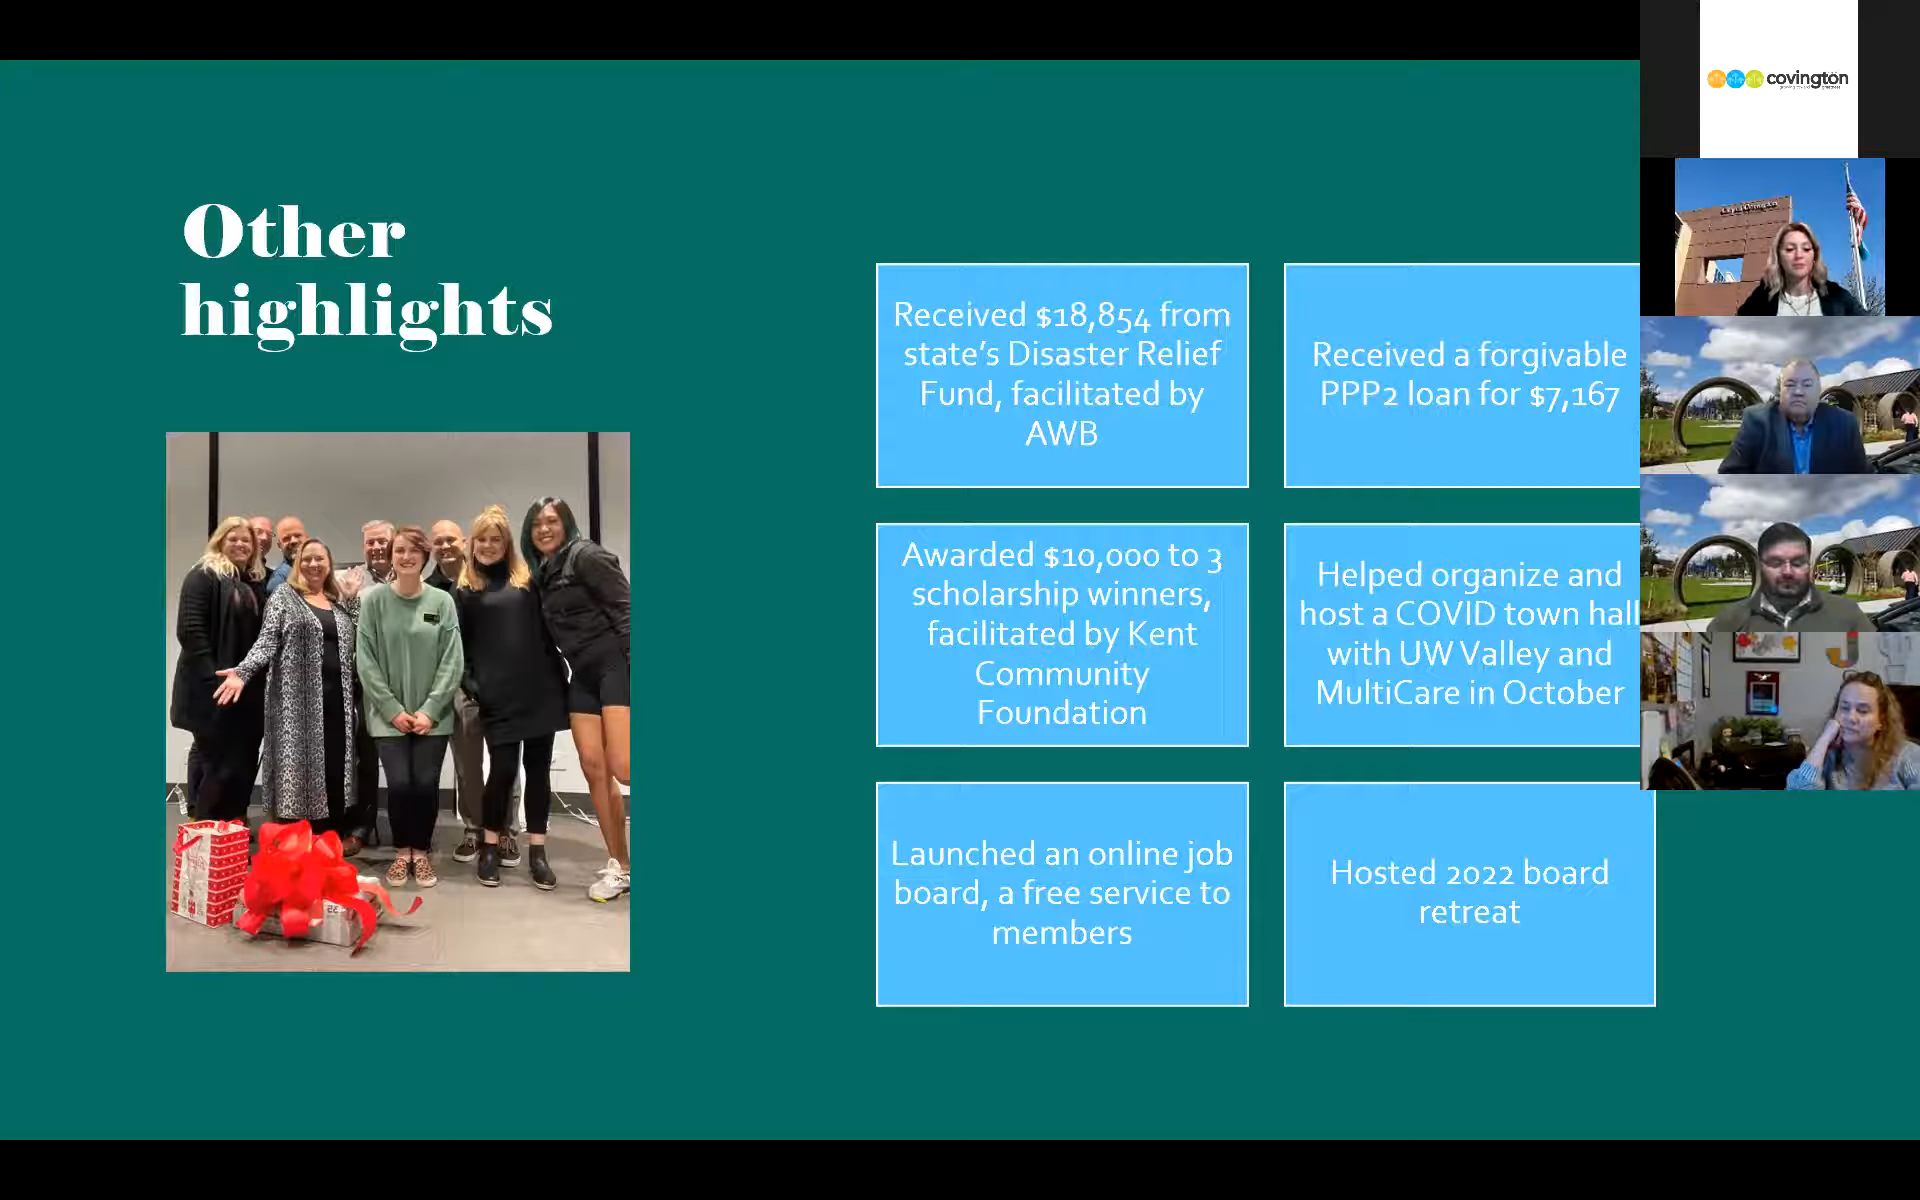 Other
highlights
Received $18,854 from
state's Disaster Relief
Fund, facilitated by
AWB
Received a forgivable
PPP2 loan for $7,167
Awarded $10,000 to 3
scholarship winners,
facilitated by Kent
Community
Foundation
Helped organize and
host a COVID town hall
with UW Valley and
MultiCare in October
Launched an online job
board, a free service to
members
Hosted 2022 board
retreat
covington